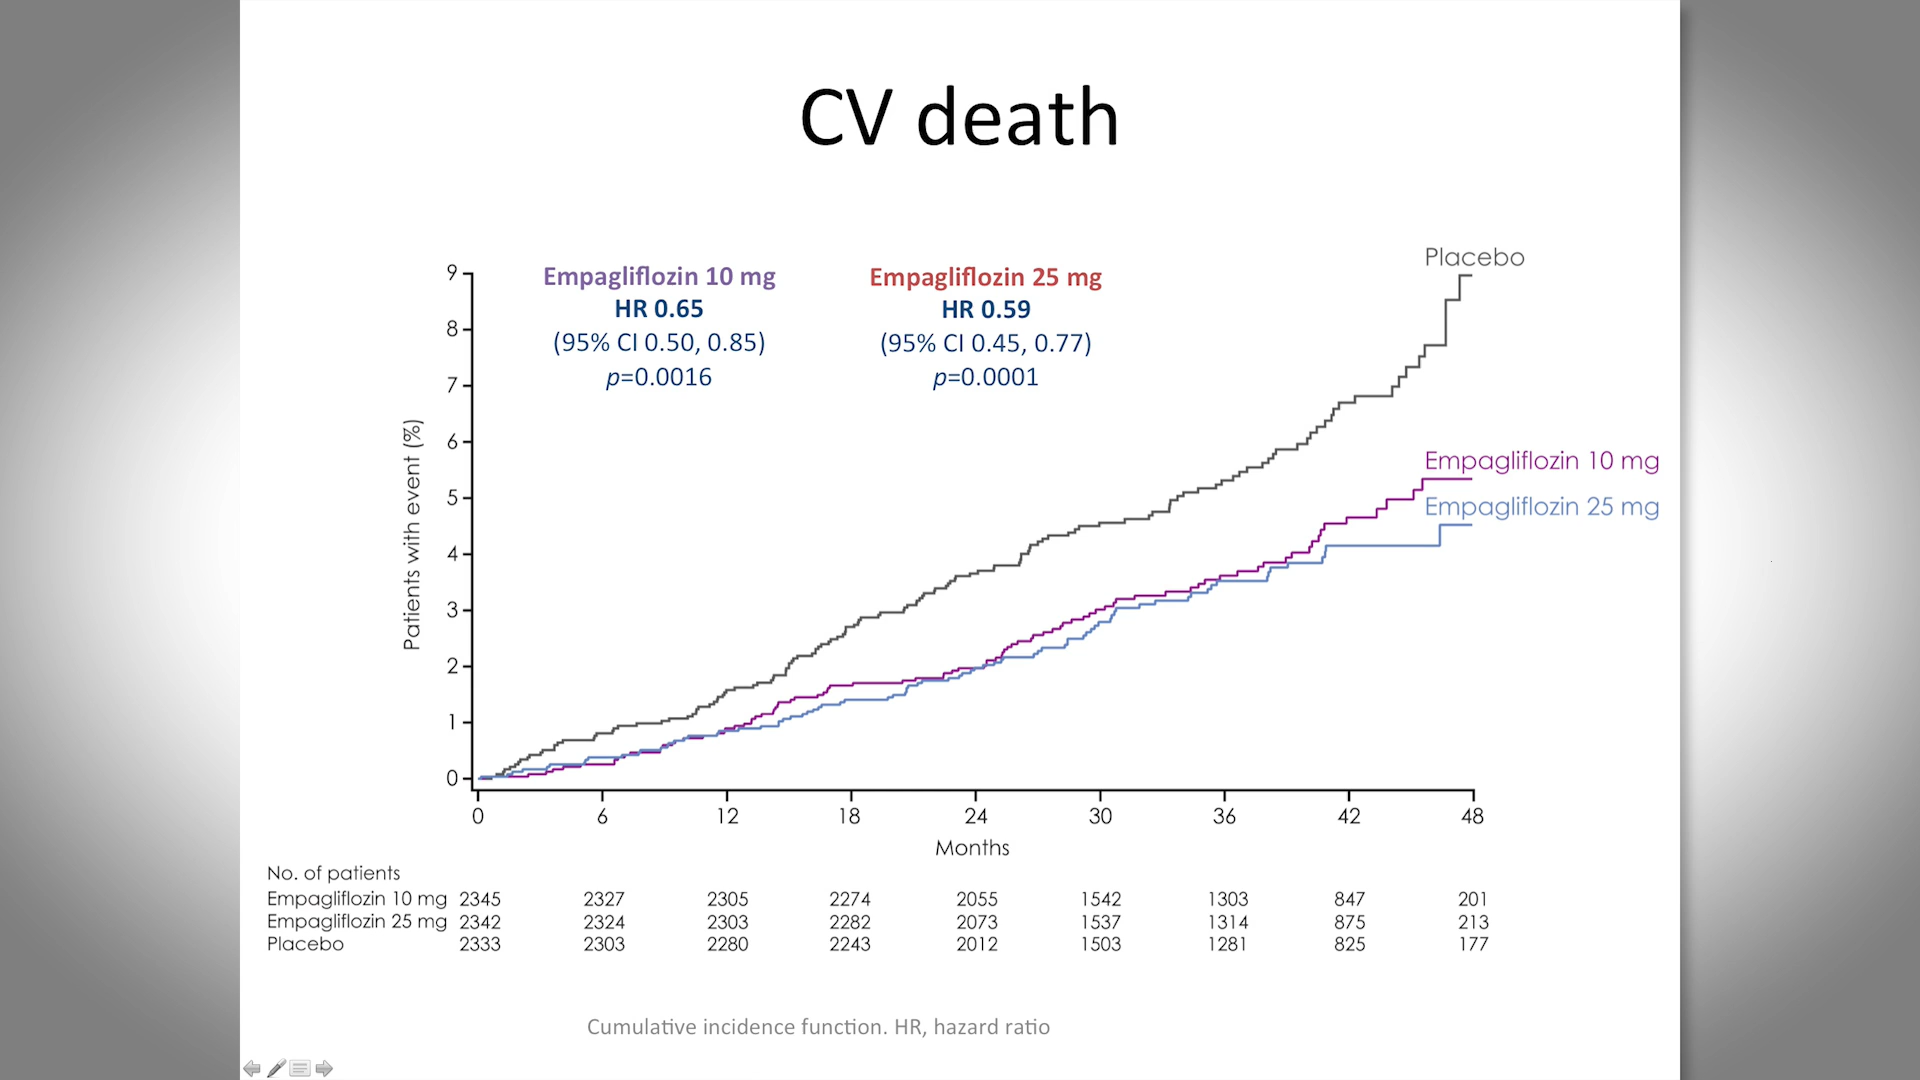 CV death
Empagliflozin 10 mg
HR 0.65
(95% CI 0.50, 0.85)
p=0.0016
Empagliflozin 25 mg
HR 0.59
(95% CI 0.45, 0.77)
p=0.0001
Placebo
Empagliflozin 10 mg
Empagliflozin 25 mg
Patients with event (%)
9
8
7
6
5
4
3
2
1
0
0 6 12 18 24 30 36 42 48
Months
No. of patients
Empagliflozin 10 mg 2345 2327 2305 2274 2055 1542 1303 847 201
Empagliflozin 25 mg 2342 2324 2303 2282 2073 1537 1314 875 213
Placebo 2333 2303 2280 2243 2012 1503 1281 825 177
Cumulative incidence function. HR, hazard ratio